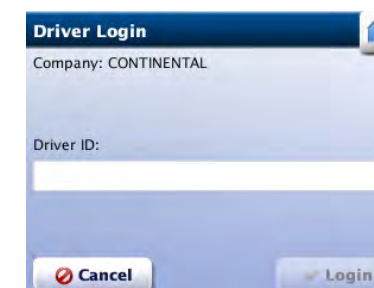 Driver Login
Company: CONTINENTAL
Driver ID:
Cancel
Login